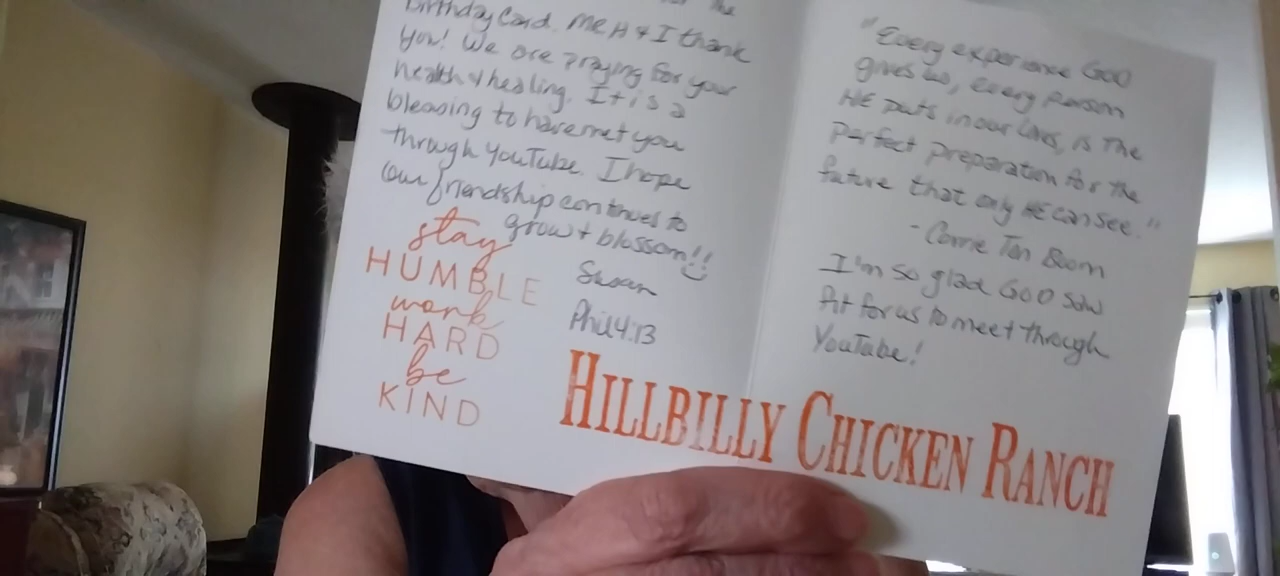 the
Birthday Card. Me, H & I thank
you! We are praying for your
health & healing. It is a
blessing to have met you
through YouTube. I hope
our friendship continues to
grow & blossom!!
Susan
Phil 4:13
stay
HUMBLE
work
HARD
be
KIND
"Every experience GOD
gives us, every person
HE puts in our lives, is the
perfect preparation for the
future that only HE can see."
- Corrie Ten Boom
I'm so glad GOD saw
fit for us to meet through
YouTube!
HILLBILLY CHICKEN RANCH